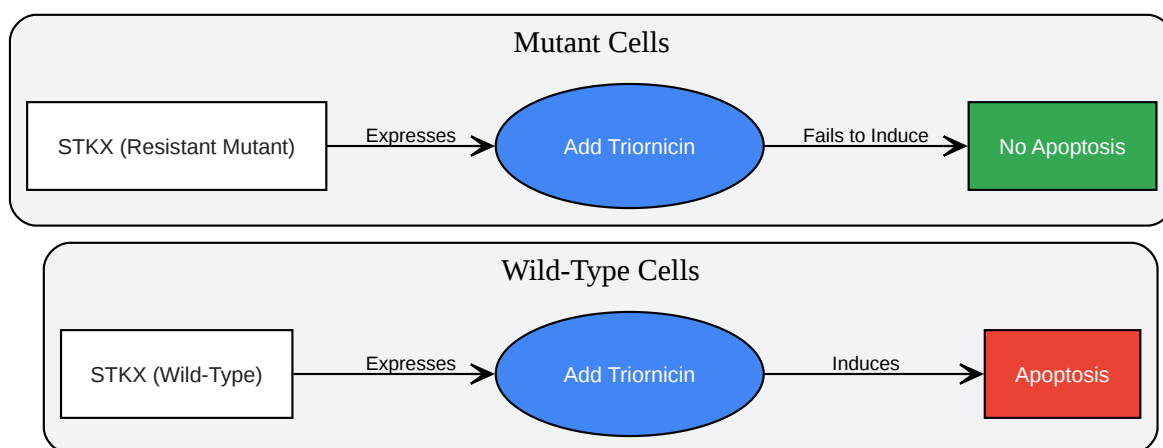 Mutant Cells
STKX (Resistant Mutant)
Expresses
Add Triornicin
Fails to Induce
No Apoptosis
Wild-Type Cells
STKX (Wild-Type)
Expresses
Add Triornicin
Induces
Apoptosis